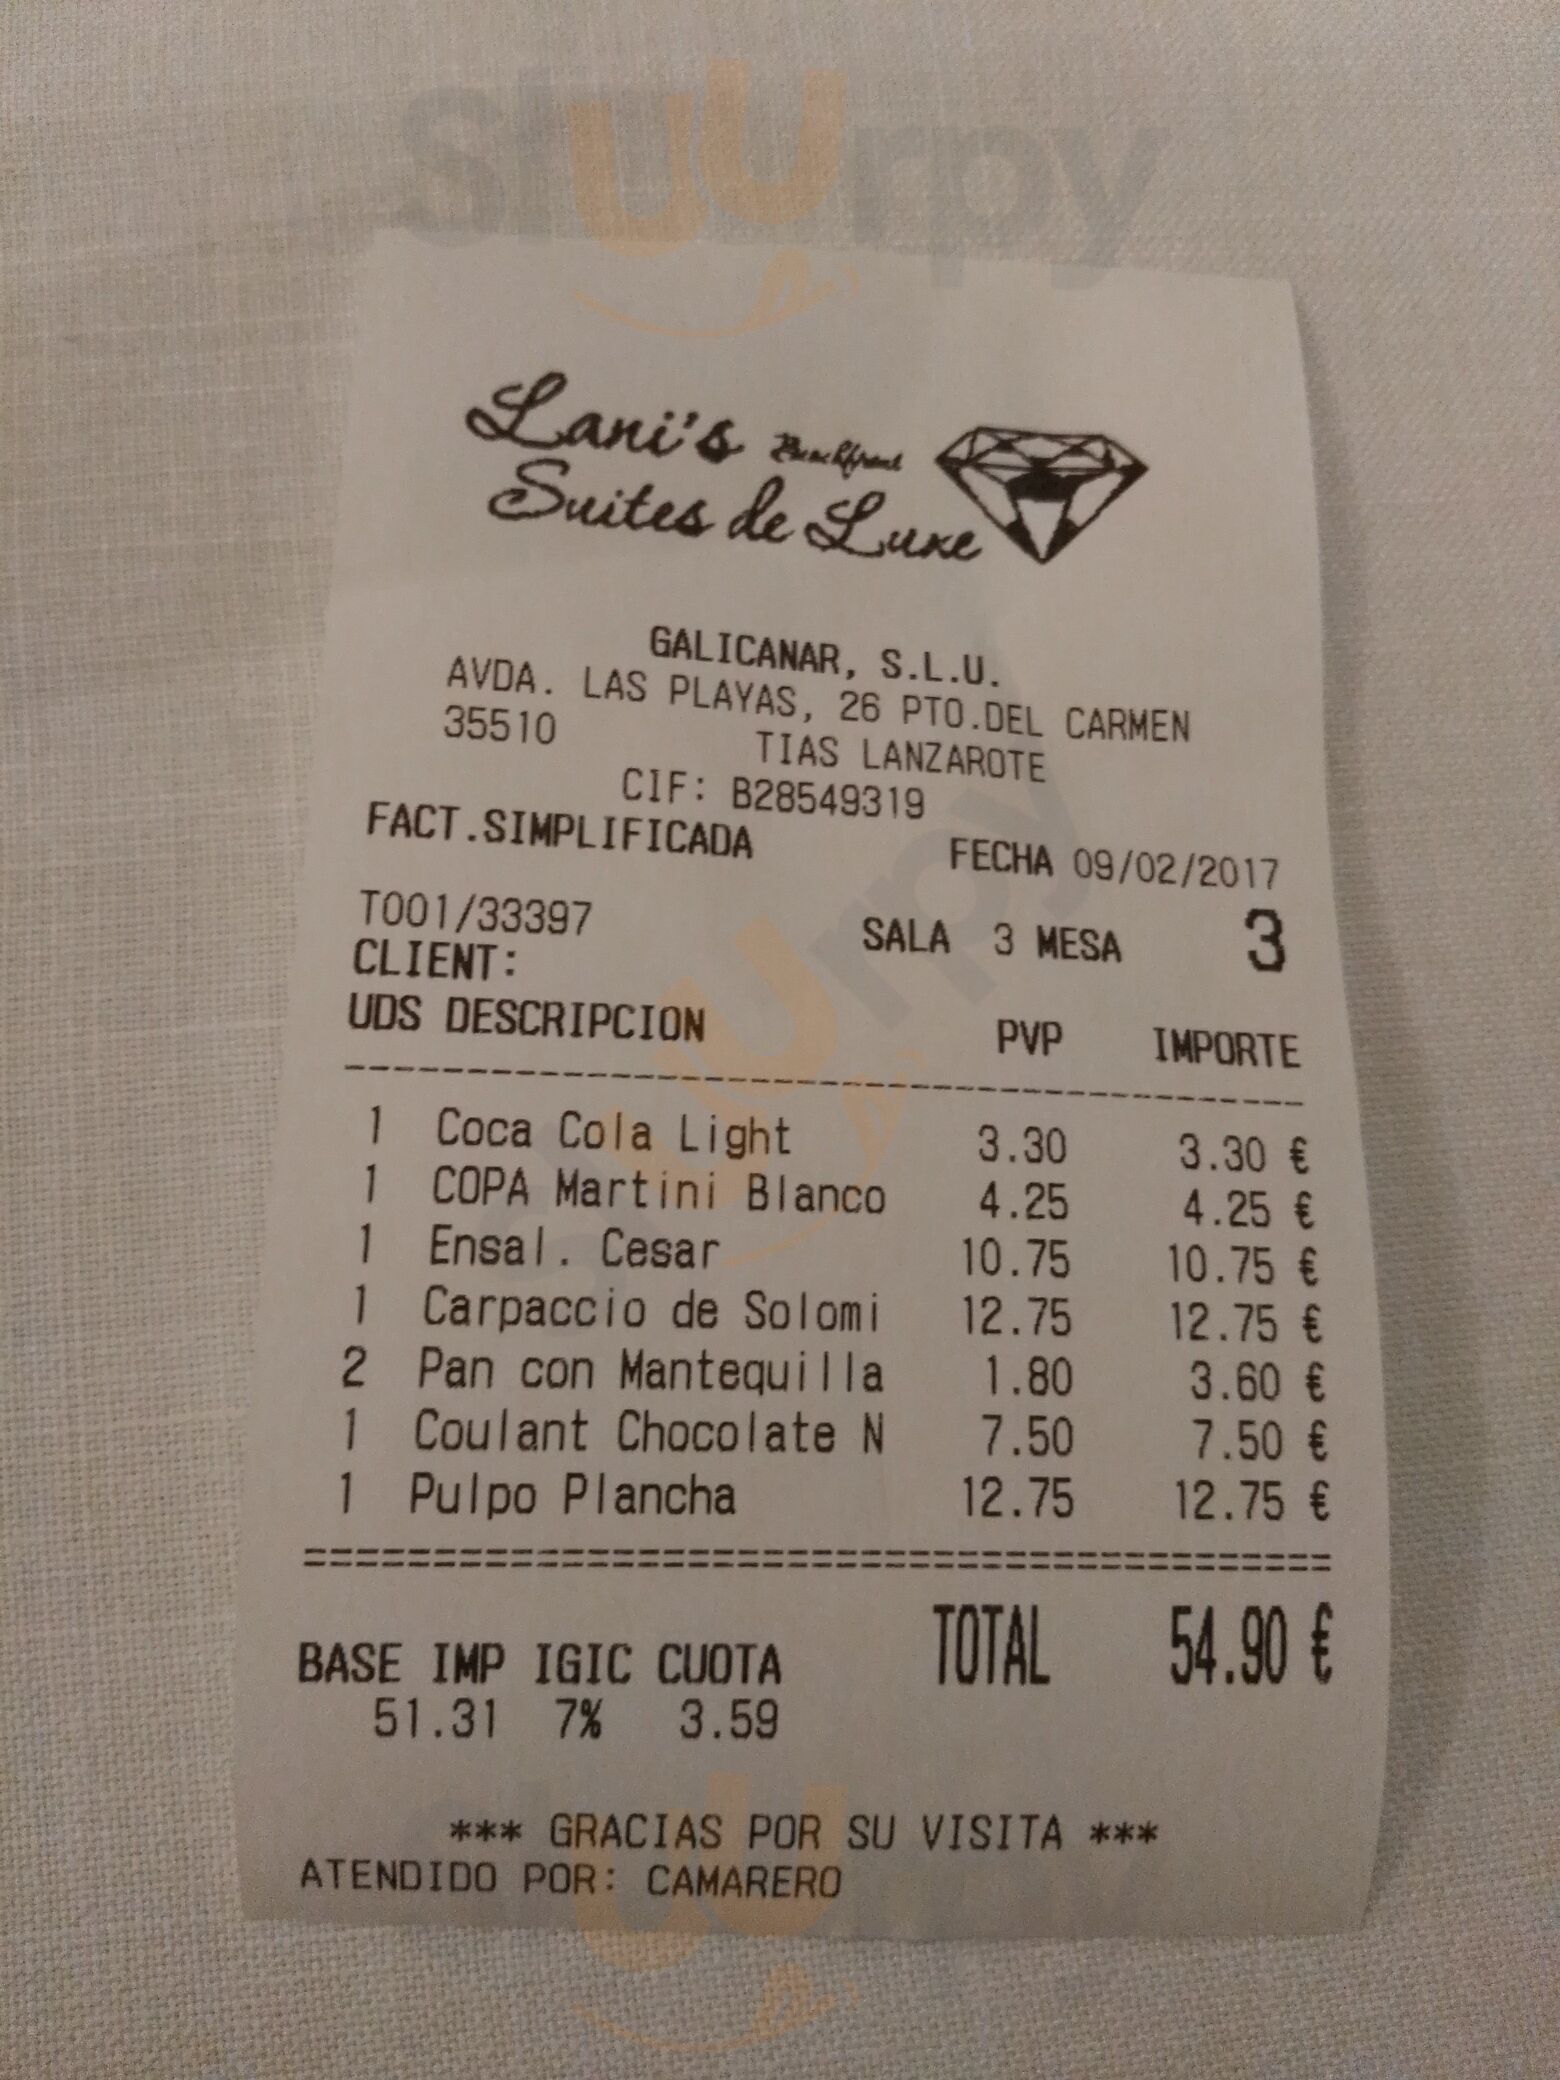 sluurpy
Lani's Beachfront
Suites de Luxe
GALICANAR, S.L.U.
AVDA. LAS PLAYAS, 26 PTO.DEL CARMEN
35510 TIAS LANZAROTE
CIF: B28549319
FACT.SIMPLIFICADA FECHA 09/02/2017
T001/33397 SALA 3 MESA 3
CLIENT:
UDS DESCRIPCION PVP IMPORTE
1 Coca Cola Light 3.30 3.30 €
1 COPA Martini Blanco 4.25 4.25 €
1 Ensal. Cesar 10.75 10.75 €
1 Carpaccio de Solomi 12.75 12.75 €
2 Pan con Mantequilla 1.80 3.60 €
1 Coulant Chocolate N 7.50 7.50 €
1 Pulpo Plancha 12.75 12.75 €
TOTAL 54.90 €
BASE IMP IGIC CUOTA
51.31 7% 3.59
*** GRACIAS POR SU VISITA ***
ATENDIDO POR: CAMARERO
sluurpy
sluurpy